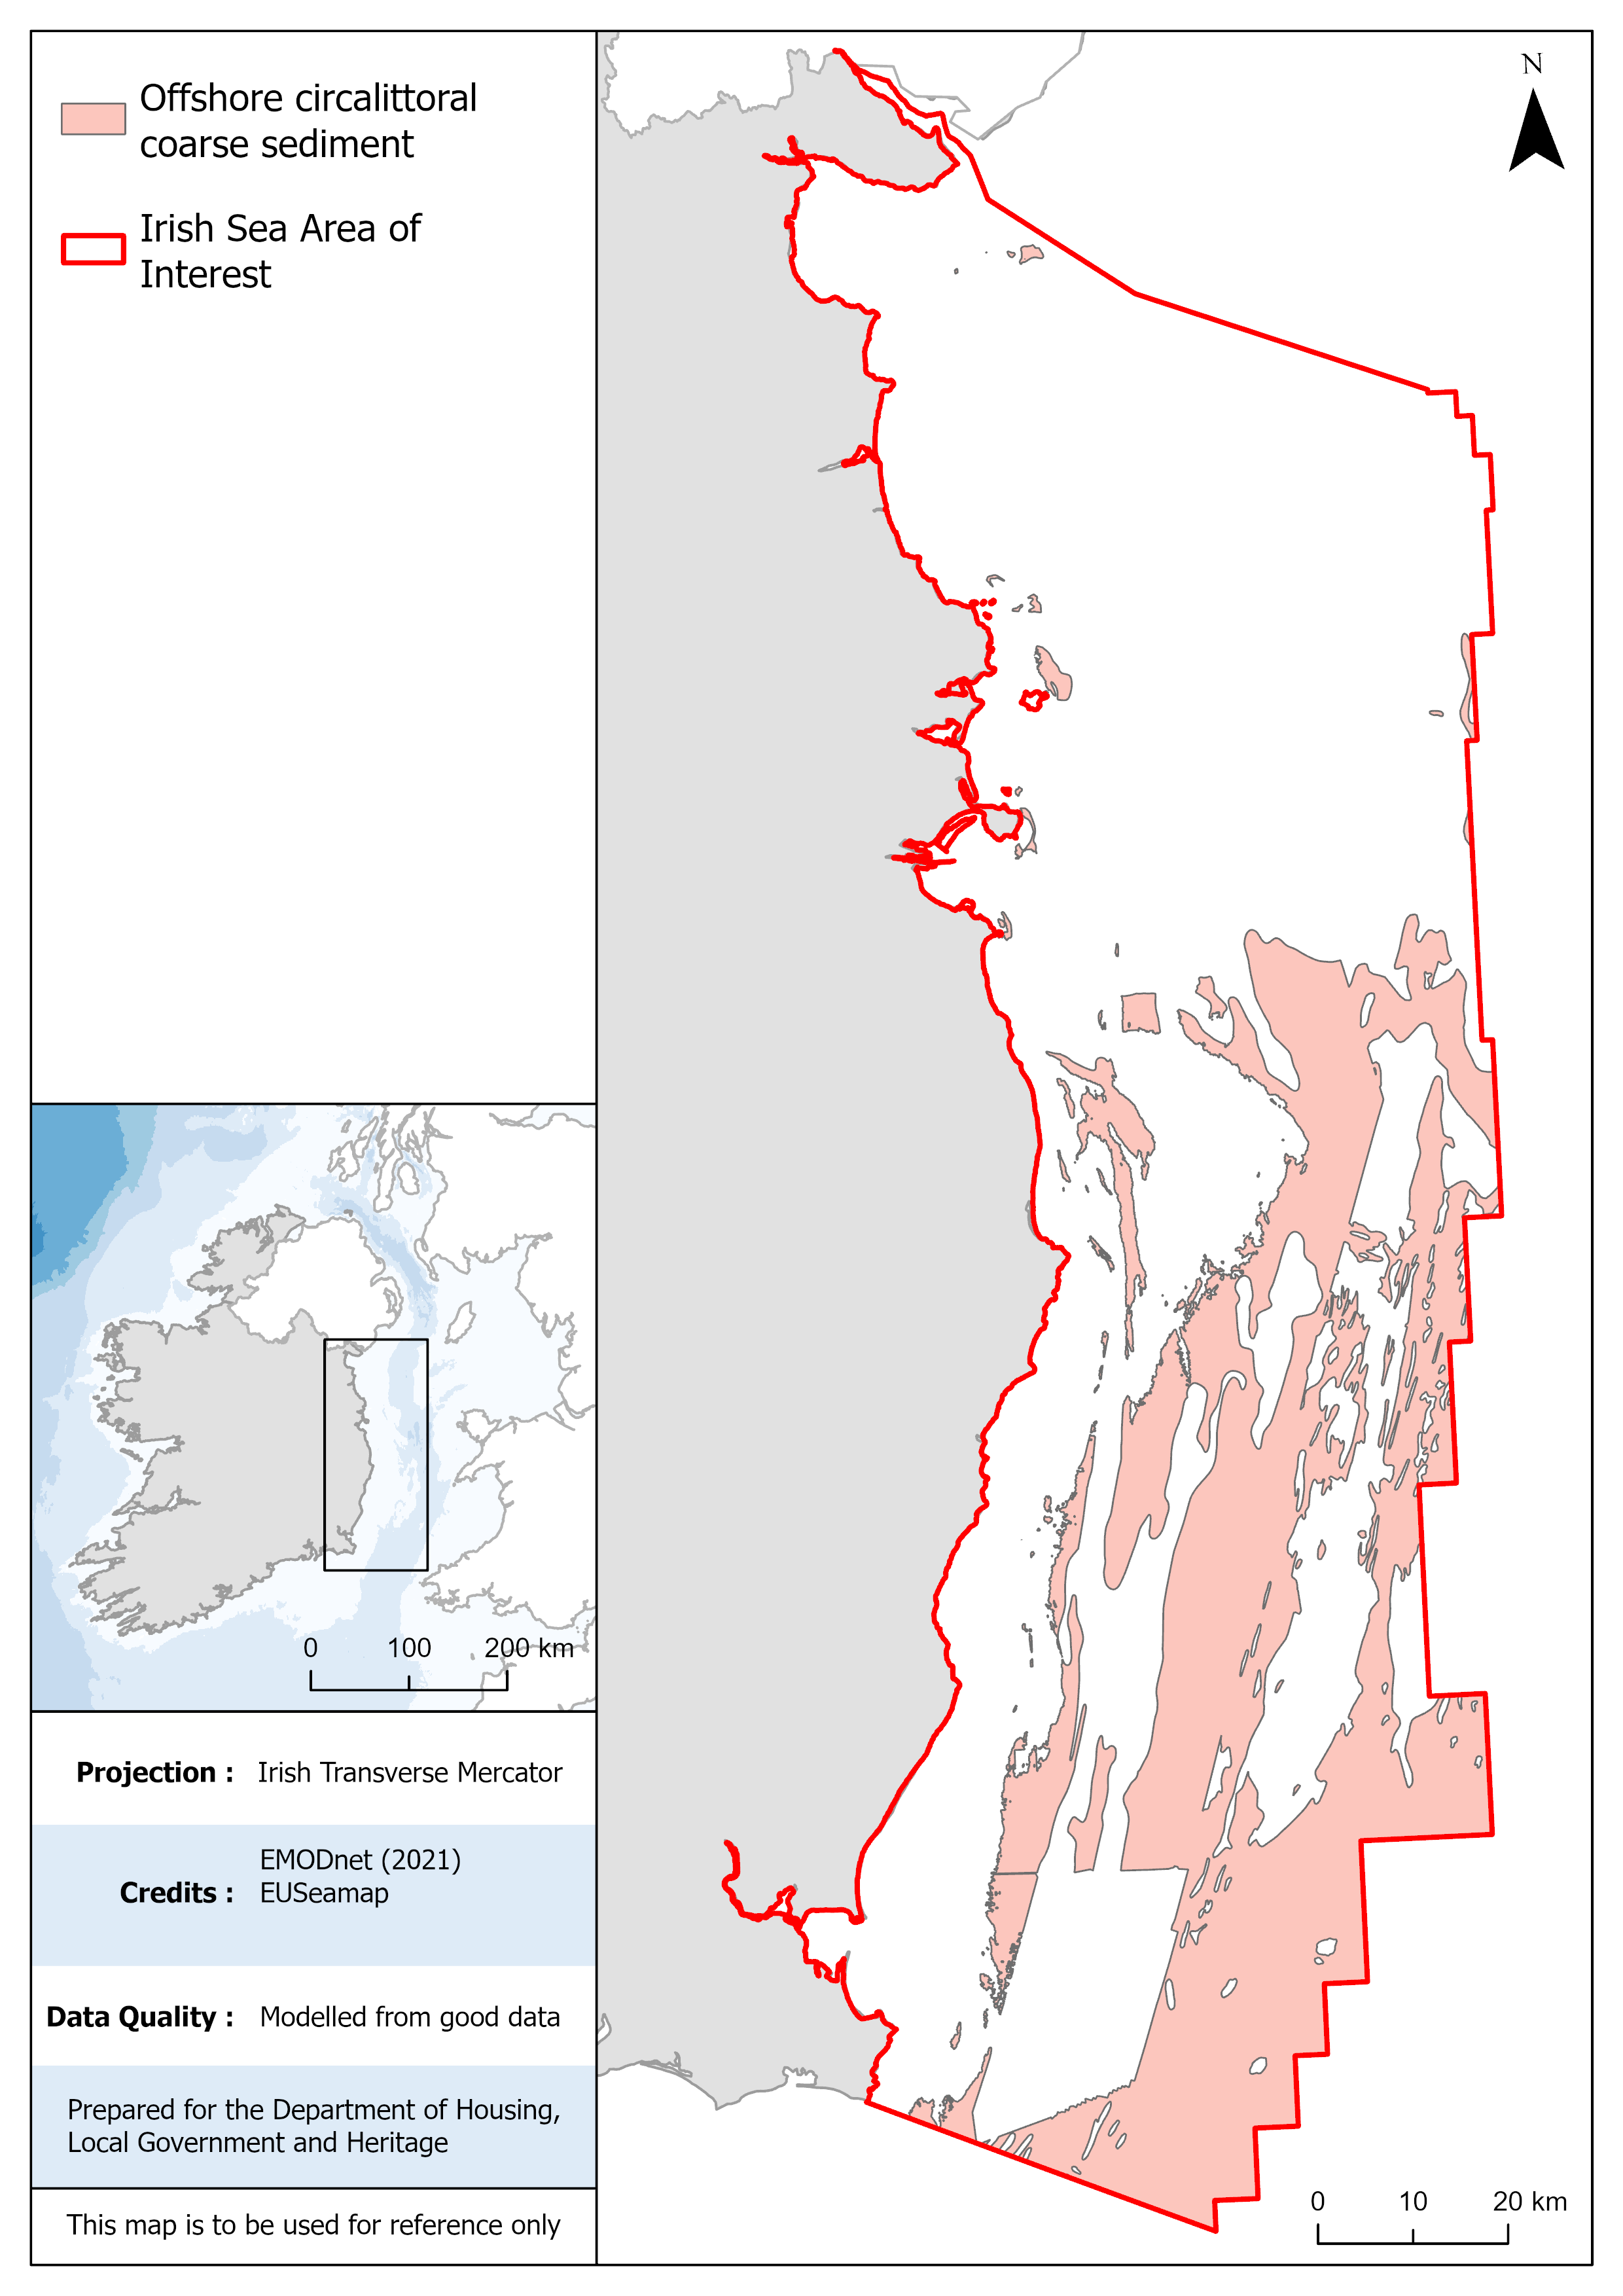 Offshore circalittoral
coarse sediment
Irish Sea Area of
Interest
N
0 100 200 km
Projection : Irish Transverse Mercator
EMODnet (2021)
Credits : EUSeamap
Data Quality : Modelled from good data
Prepared for the Department of Housing,
Local Government and Heritage
This map is to be used for reference only
0 10 20 km